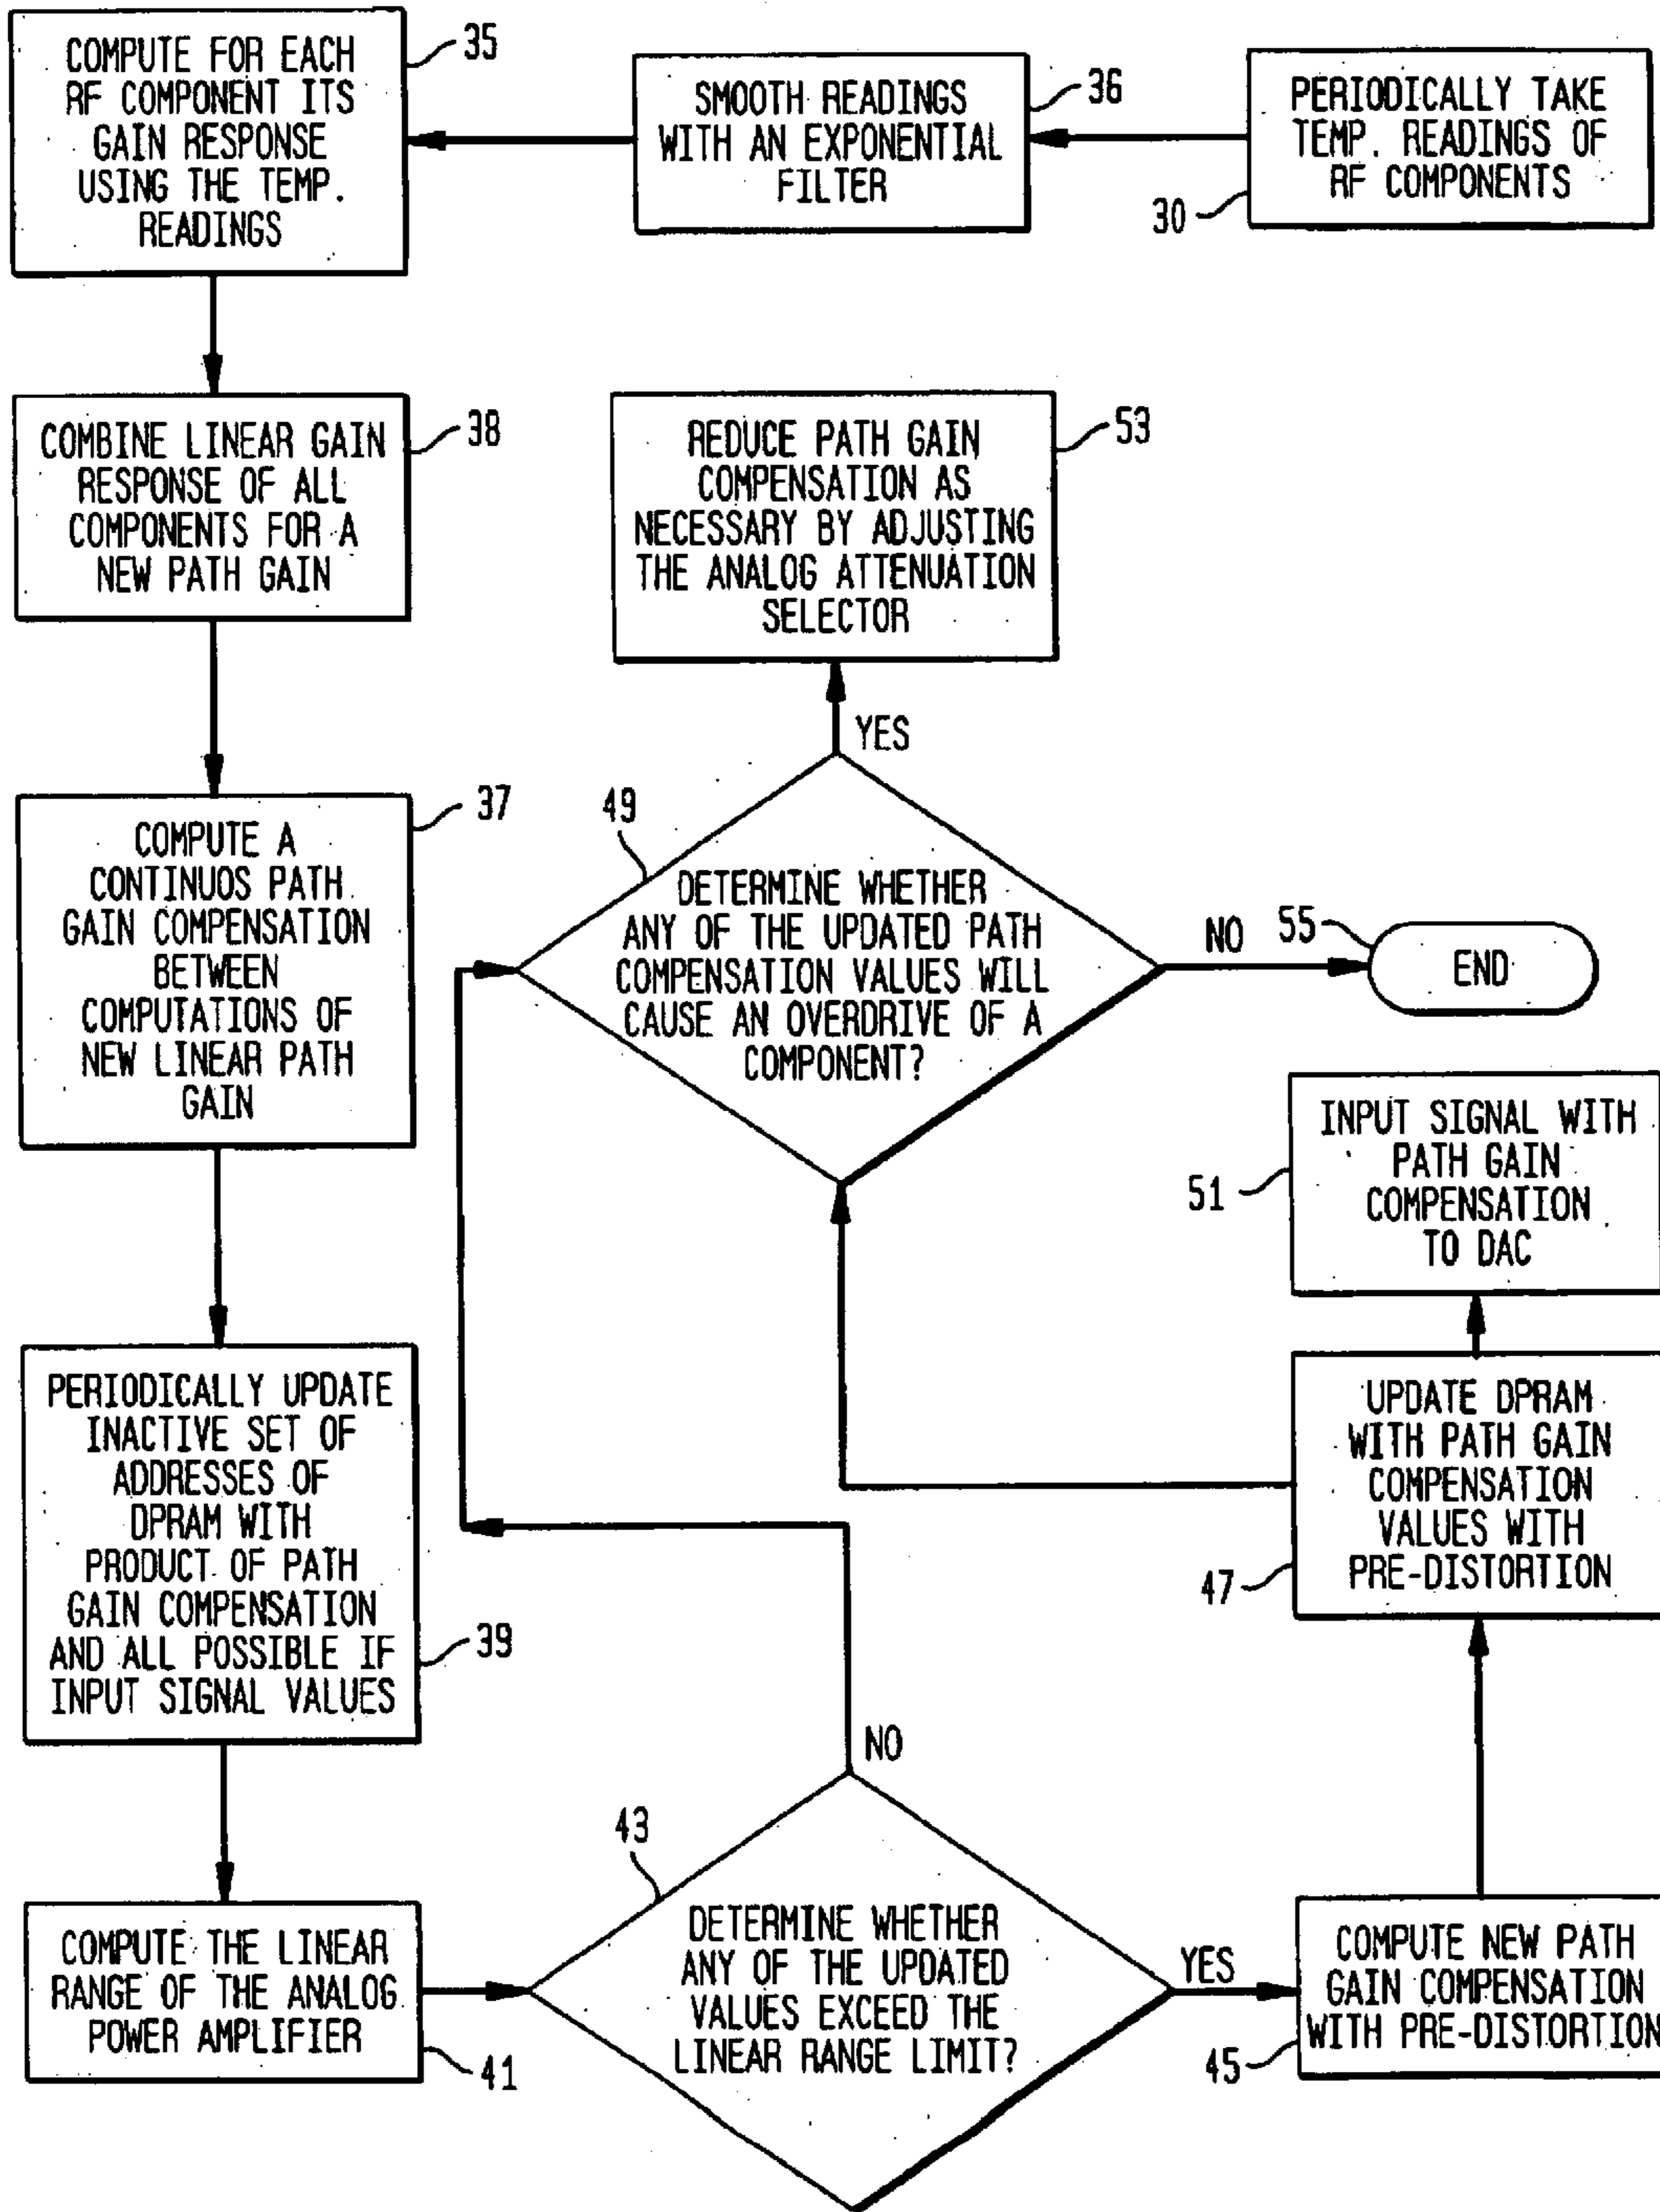 COMPUTE FOR EACH
RF COMPONENT ITS
GAIN RESPONSE
USING THE TEMP.
READINGS
35
SMOOTH READINGS
WITH AN EXPONENTIAL
FILTER
36
PERIODICALLY TAKE
TEMP. READINGS OF
RF COMPONENTS
30
COMBINE LINEAR GAIN
RESPONSE OF ALL
COMPONENTS FOR A
NEW PATH GAIN
38
REDUCE PATH GAIN
COMPENSATION AS
NECESSARY BY ADJUSTING
THE ANALOG ATTENUATION
SELECTOR
53
YES
COMPUTE A
CONTINUOS PATH
GAIN COMPENSATION
BETWEEN
COMPUTATIONS OF
NEW LINEAR PATH
GAIN
37
49
DETERMINE WHETHER
ANY OF THE UPDATED PATH
COMPENSATION VALUES WILL
CAUSE AN OVERDRIVE OF A
COMPONENT?
NO
55
END
INPUT SIGNAL WITH
PATH GAIN
COMPENSATION
TO DAC
51
PERIODICALLY UPDATE
INACTIVE SET OF
ADDRESSES OF
DPRAM WITH
PRODUCT OF PATH
GAIN COMPENSATION
AND ALL POSSIBLE IF
INPUT SIGNAL VALUES
39
UPDATE DPRAM
WITH PATH GAIN
COMPENSATION
VALUES WITH
PRE-DISTORTION
47
NO
COMPUTE THE LINEAR
RANGE OF THE ANALOG
POWER AMPLIFIER
41
43
DETERMINE WHETHER
ANY OF THE UPDATED
VALUES EXCEED THE
LINEAR RANGE LIMIT?
YES
COMPUTE NEW PATH
GAIN COMPENSATION
WITH PRE-DISTORTION
45